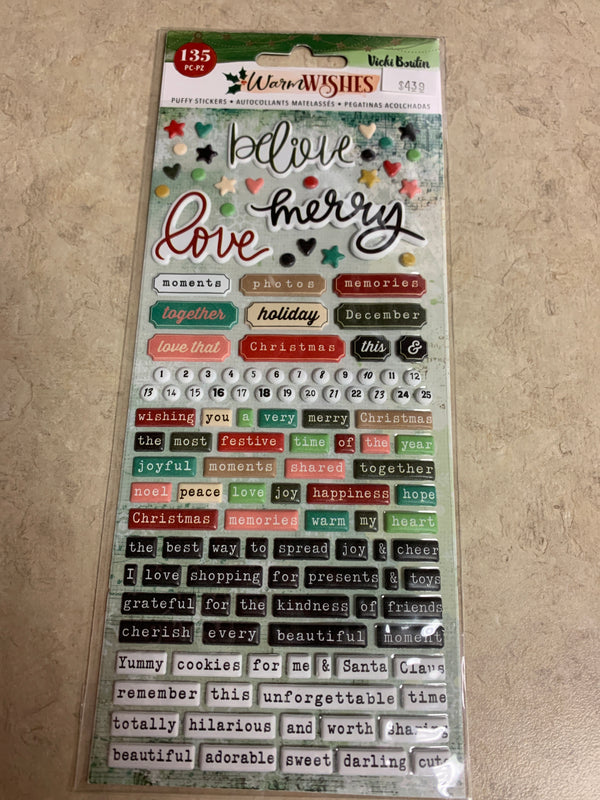 135
PC-PZ
Vicki Boutin
Warm WISHES
$439
PUFFY STICKERS • AUTOCOLLANTS MATELASSÉS • PEGATINAS ACOLCHADAS
believe
merry
love
moments photos memories
together holiday December
love that Christmas this &
1 2 3 4 5 6 7 8 9 10 11 12
13 14 15 16 17 18 19 20 21 22 23 24 25
wishing you a very merry Christmas
the most festive time of the year
joyful moments shared together
noel peace love joy happiness hope
Christmas memories warm my heart
the best way to spread joy & cheer
I love shopping for presents & toys
grateful for the kindness of friends
cherish every beautiful moment
Yummy cookies for me & Santa Claus
remember this unforgettable time
totally hilarious and worth sharing
beautiful adorable sweet darling cute